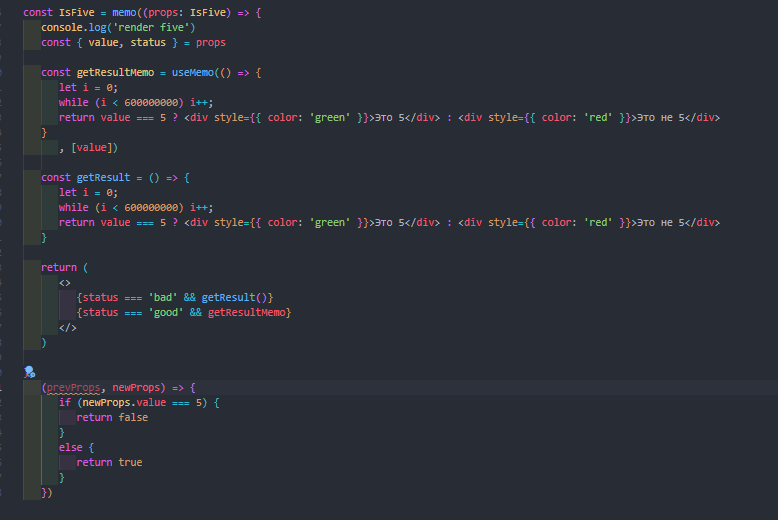 const IsFive = memo((props: IsFive) => {
console.log('render five')
const { value, status } = props
const getResultMemo = useMemo(() => {
let i = 0;
while (i < 600000000) i++;
return value === 5 ? <div style={{ color: 'green' }}>Это 5</div> : <div style={{ color: 'red' }}>Это не 5</div>
}
, [value])
const getResult = () => {
let i = 0;
while (i < 600000000) i++;
return value === 5 ? <div style={{ color: 'green' }}>Это 5</div> : <div style={{ color: 'red' }}>Это не 5</div>
}
return (
<>
{status === 'bad' && getResult()}
{status === 'good' && getResultMemo}
</>
)
(prevProps, newProps) => {
if (newProps.value === 5) {
return false
}
else {
return true
}
})